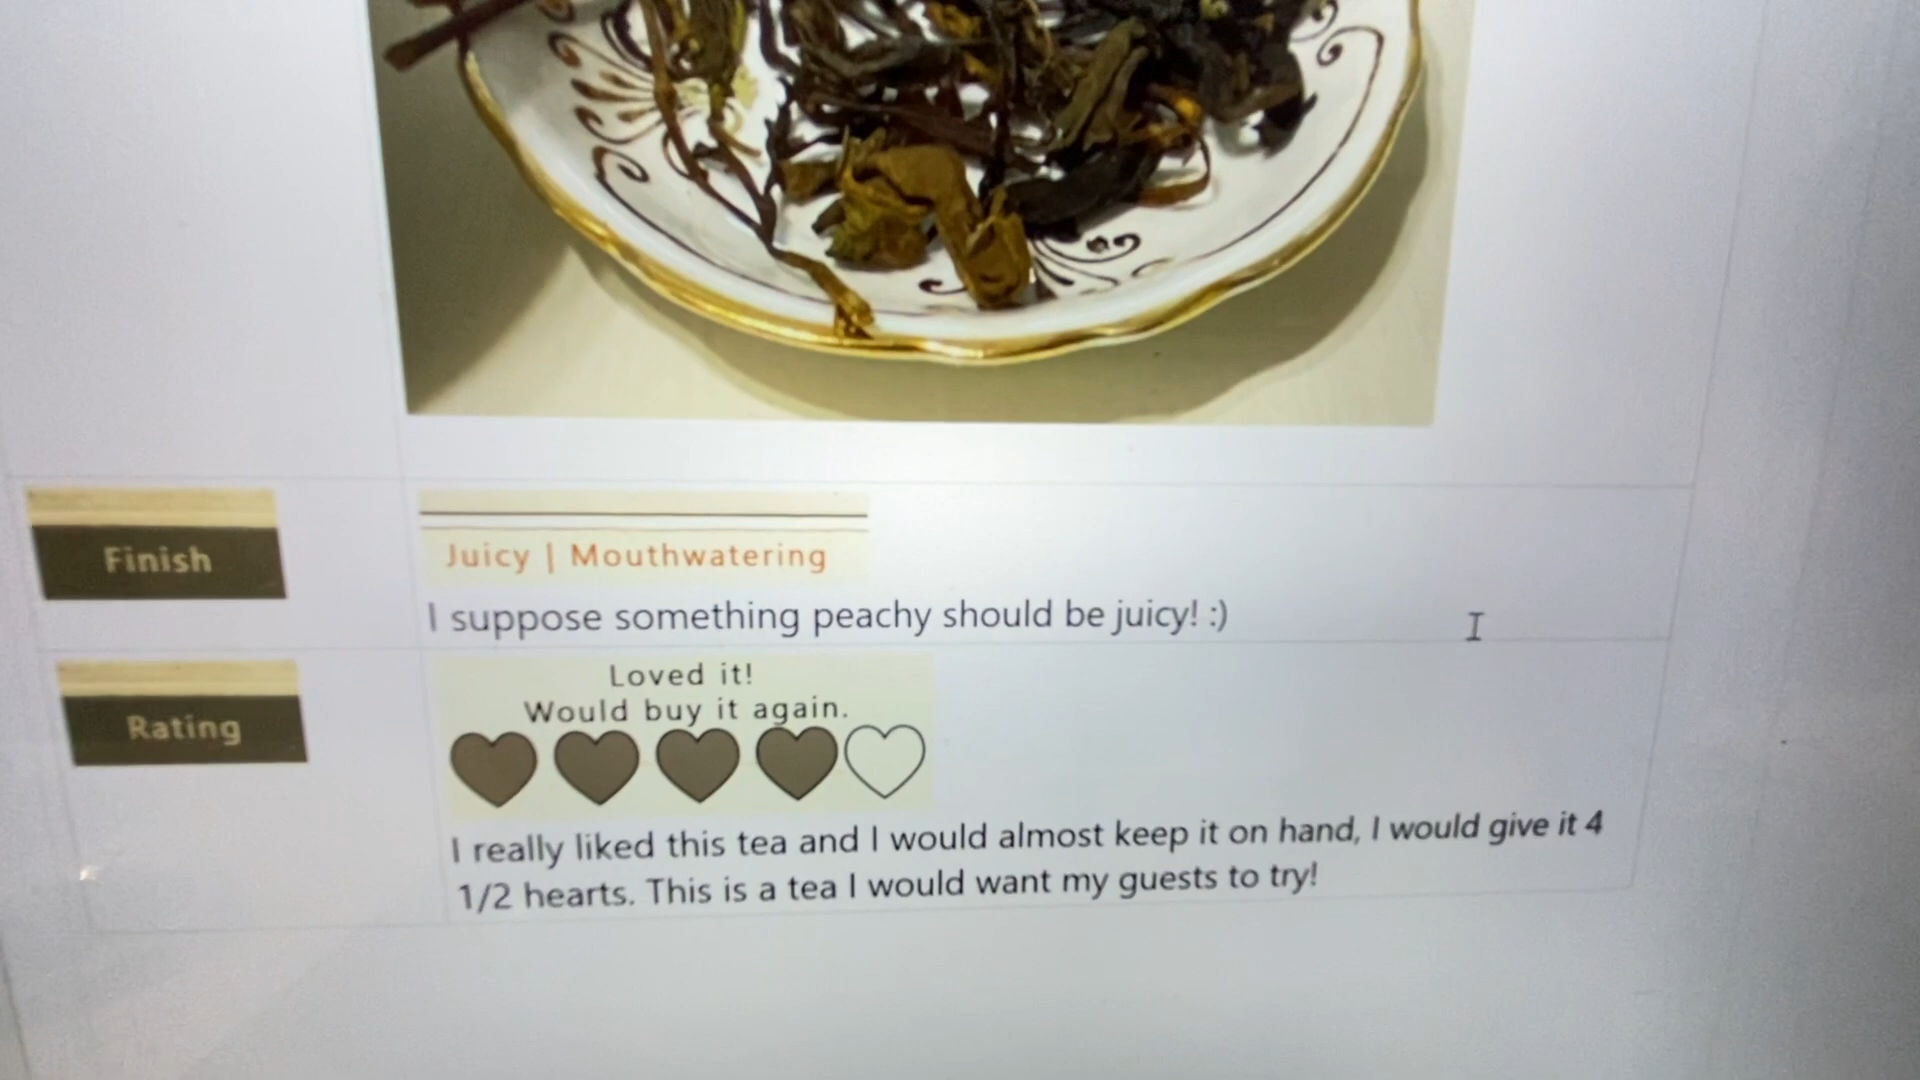 Finish
Juicy | Mouthwatering
I suppose something peachy should be juicy! :)
Rating
Loved it!
Would buy it again.
I really liked this tea and I would almost keep it on hand, I would give it 4
1/2 hearts. This is a tea I would want my guests to try!